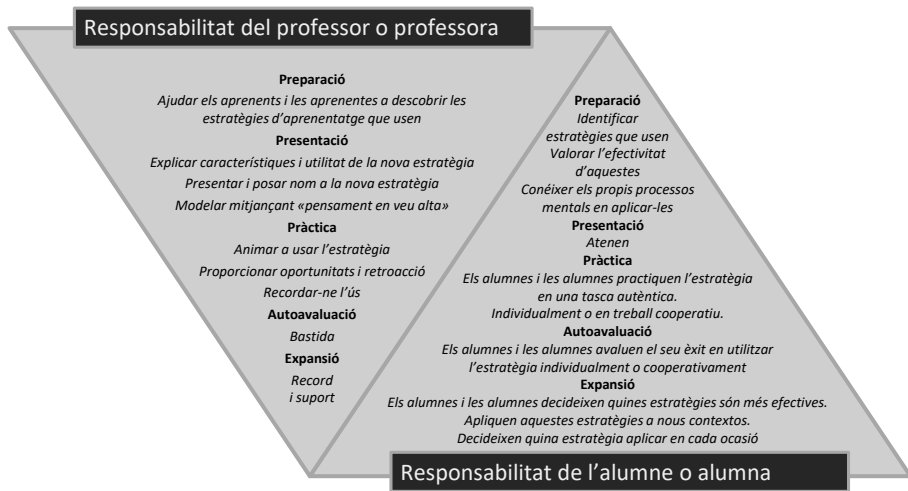 Responsabilitat del professor o professora
Preparació
Ajudar els aprenents i les aprenentes a descobrir les
estratègies d’aprenentatge que usen
Presentació
Explicar característiques i utilitat de la nova estratègia
Presentar i posar nom a la nova estratègia
Modelar mitjançant «pensament en veu alta»
Pràctica
Animar a usar l’estratègia
Proporcionar oportunitats i retroacció
Recordar-ne l’ús
Autoavaluació
Bastida
Expansió
Record
i suport
Preparació
Identificar
estratègies que usen
Valorar l’efectivitat
d’aquestes
Conéixer els propis processos
mentals en aplicar-les
Presentació
Atenen
Pràctica
Els alumnes i les alumnes practiquen l’estratègia
en una tasca autèntica.
Individualment o en treball cooperatiu.
Autoavaluació
Els alumnes i les alumnes avaluen el seu èxit en utilitzar
l’estratègia individualment o cooperativament
Expansió
Els alumnes i les alumnes decideixen quines estratègies són més efectives.
Apliquen aquestes estratègies a nous contextos.
Decideixen quina estratègia aplicar en cada ocasió
Responsabilitat de l’alumne o alumna